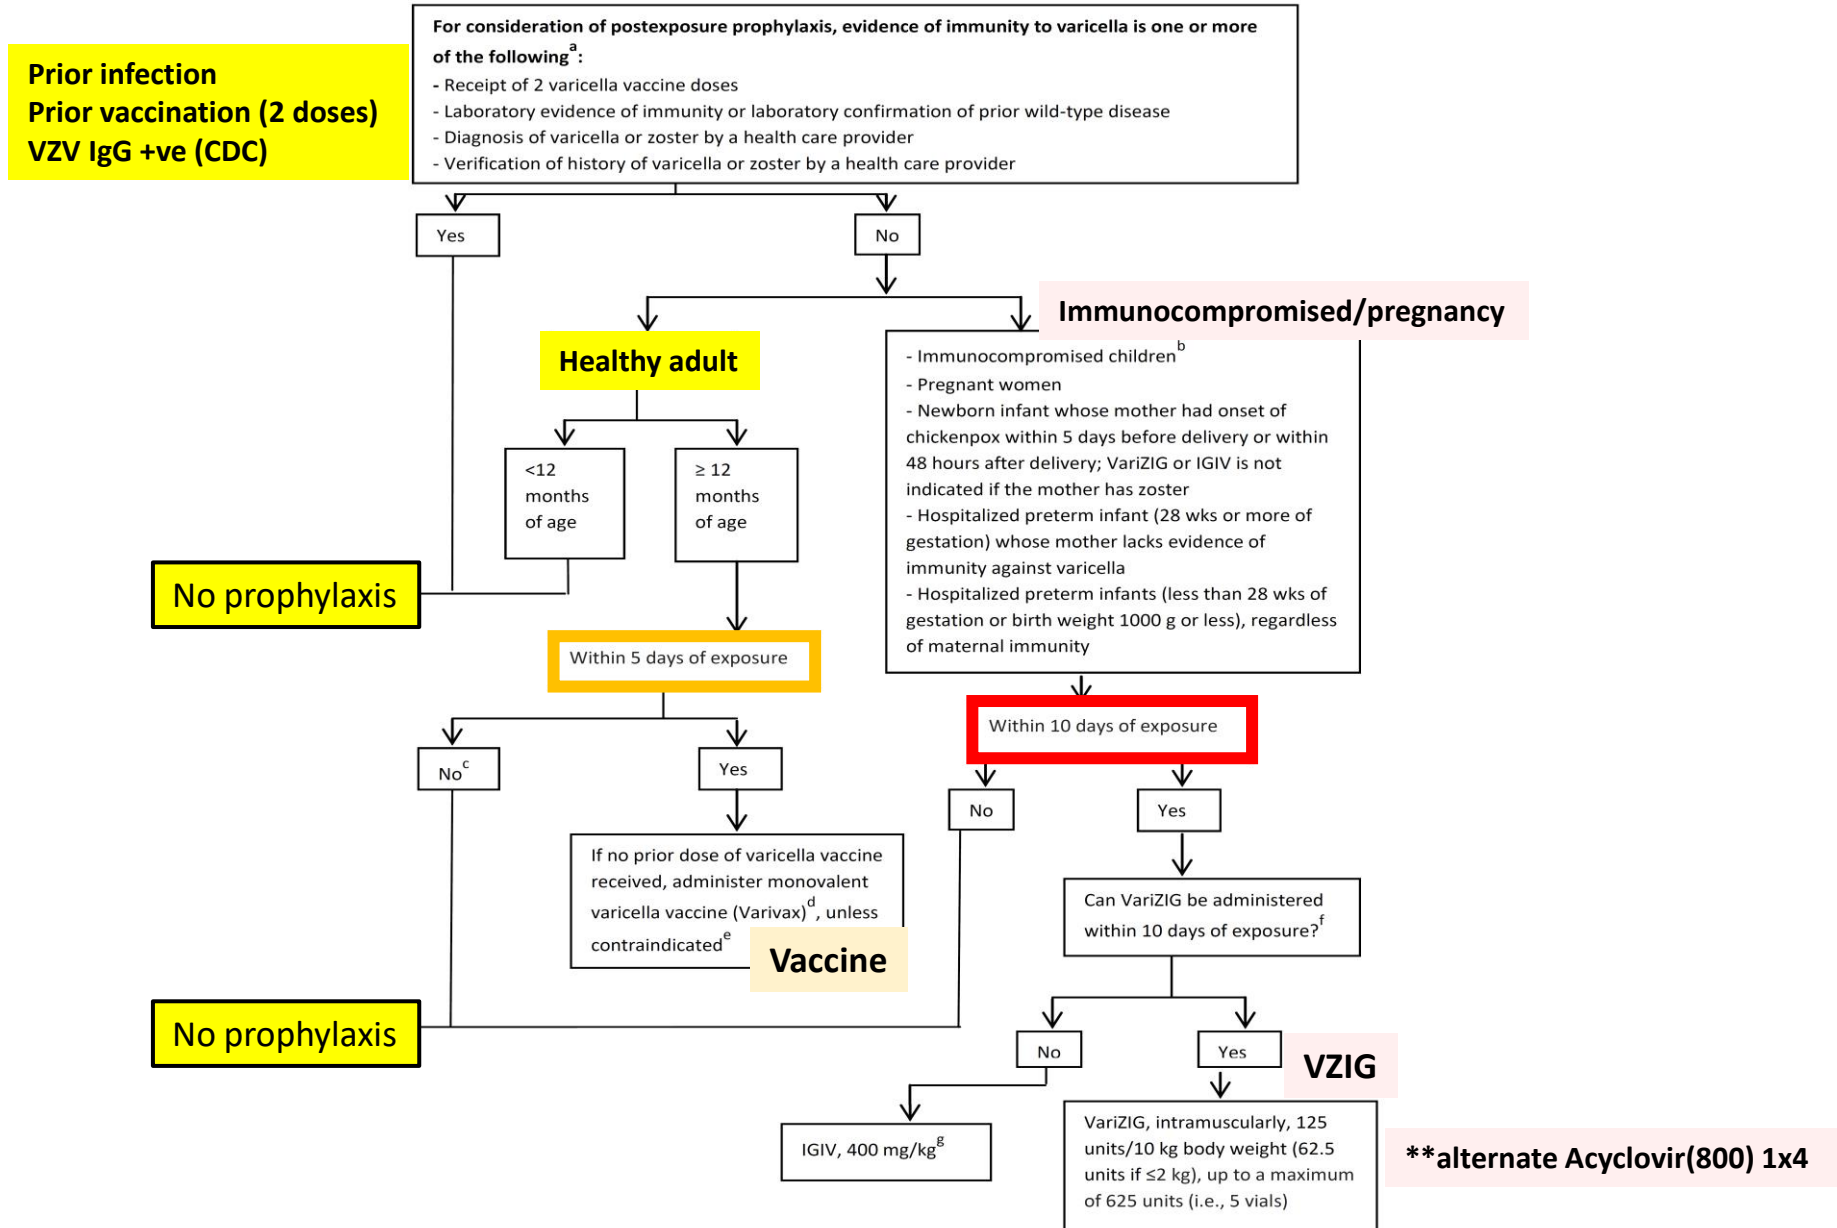 For consideration of postexposure prophylaxis, evidence of immunity to varicella is one or more
of the following^a:
- Receipt of 2 varicella vaccine doses
- Laboratory evidence of immunity or laboratory confirmation of prior wild-type disease
- Diagnosis of varicella or zoster by a health care provider
- Verification of history of varicella or zoster by a health care provider
Prior infection
Prior vaccination (2 doses)
VZV IgG +ve (CDC)
Yes
No
Immunocompromised/pregnancy
Healthy adult
- Immunocompromised children^b
- Pregnant women
- Newborn infant whose mother had onset of
chickenpox within 5 days before delivery or within
48 hours after delivery; VariZIG or IGIV is not
indicated if the mother has zoster
- Hospitalized preterm infant (28 wks or more of
gestation) whose mother lacks evidence of
immunity against varicella
- Hospitalized preterm infants (less than 28 wks of
gestation or birth weight 1000 g or less), regardless
of maternal immunity
<12
months
of age
≥ 12
months
of age
No prophylaxis
Within 5 days of exposure
Within 10 days of exposure
No^c
Yes
No
Yes
If no prior dose of varicella vaccine
received, administer monovalent
varicella vaccine (Varivax)^d, unless
contraindicated^e
Vaccine
Can VariZIG be administered
within 10 days of exposure?^f
No prophylaxis
No
Yes
VZIG
IGIV, 400 mg/kg^g
VariZIG, intramuscularly, 125
units/10 kg body weight (62.5
units if ≤2 kg), up to a maximum
of 625 units (i.e., 5 vials)
**alternate Acyclovir(800) 1x4